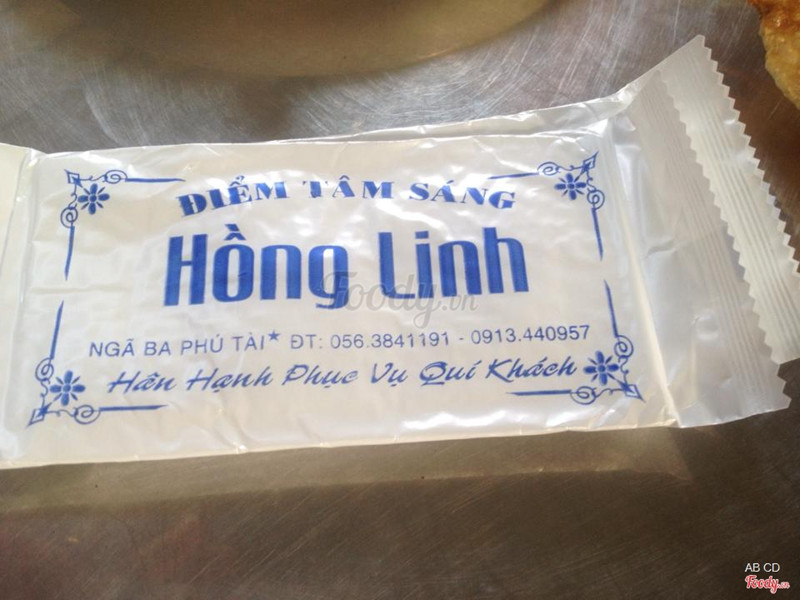 ĐIỂM TÂM SÁNG
Hồng Linh
Foody.vn
NGÃ BA PHÚ TÀI* ĐT: 056.3841191 - 0913.440957
Hân Hạnh Phục Vụ Quí Khách
AB CD
Foody.vn